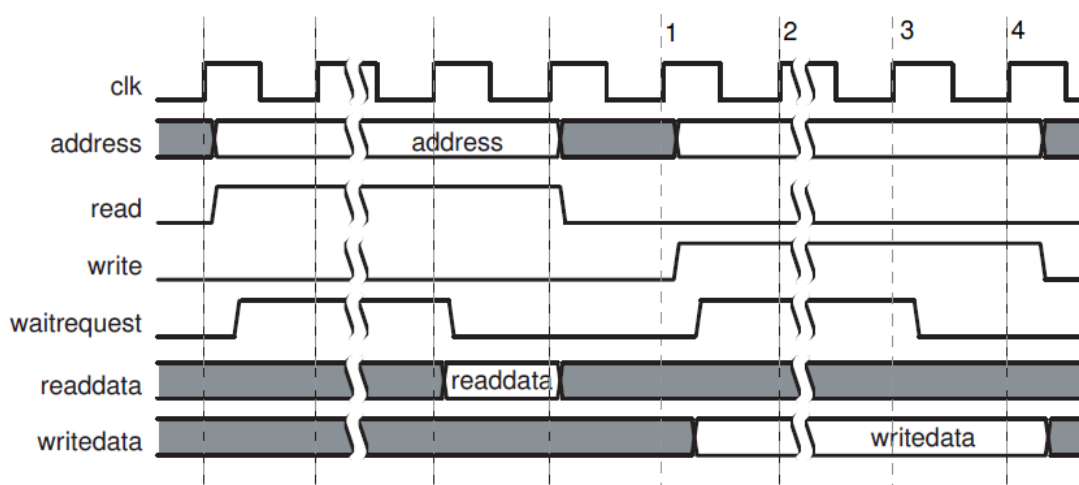 1 2 3 4
clk
address address
read
write
waitrequest
readdata readdata
writedata writedata